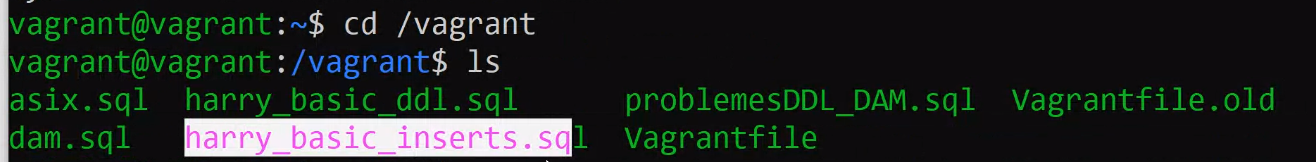 vagrant@vagrant:~$ cd /vagrant
vagrant@vagrant:/vagrant$ ls
asix.sql  harry_basic_ddl.sql      problemesDDL_DAM.sql  Vagrantfile.old
dam.sql   harry_basic_inserts.sql  Vagrantfile